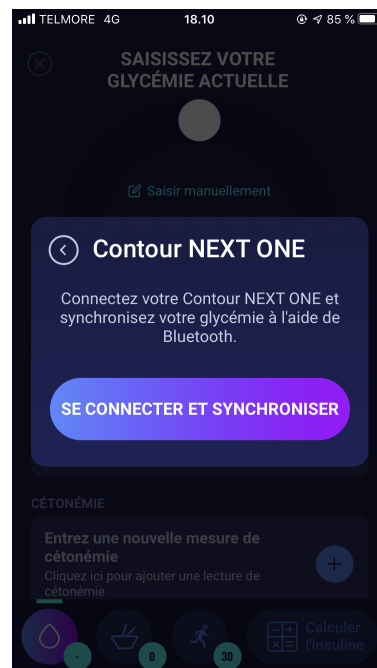 TELMORE 4G 18.10 85 %
SAISISSEZ VOTRE
GLYCÉMIE ACTUELLE
Saisir manuellement
Contour NEXT ONE
Connectez votre Contour NEXT ONE et
synchronisez votre glycémie à l'aide de
Bluetooth.
SE CONNECTER ET SYNCHRONISER
CÉTONÉMIE
Entrez une nouvelle mesure de
cétonémie
Cliquez ici pour ajouter une lecture de
cétonémie
Calculer
l'insuline
- 0 30